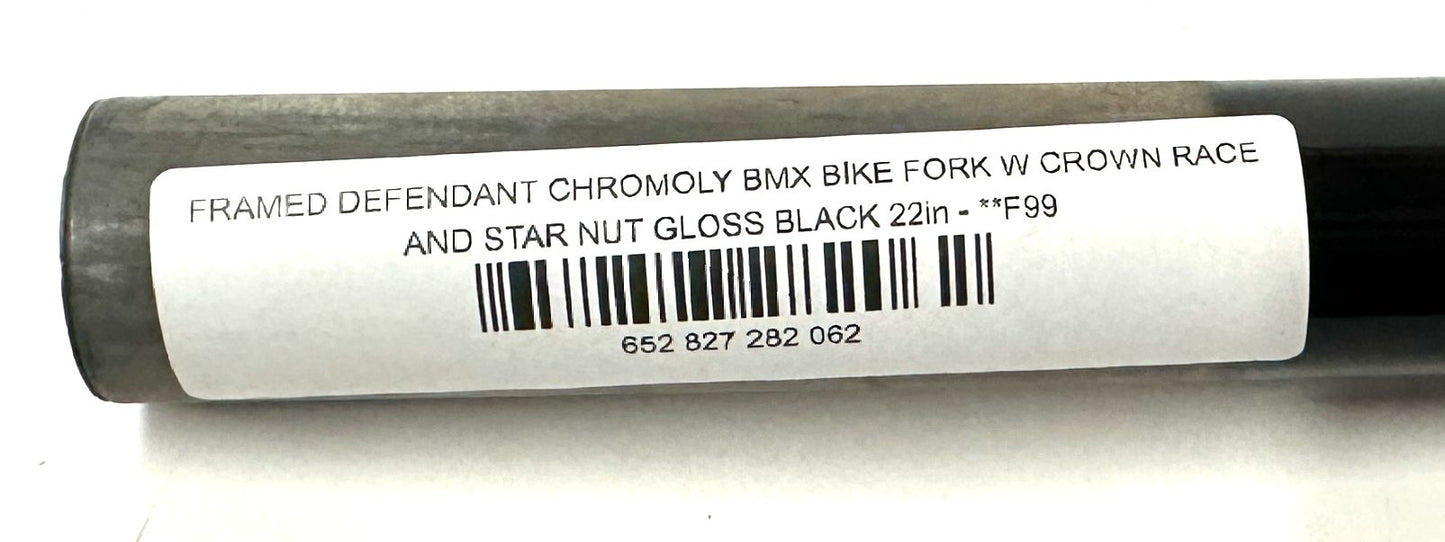 FRAMED DEFENDANT CHROMOLY BMX BIKE FORK W CROWN RACE
AND STAR NUT GLOSS BLACK 22in - **F99
652 827 282 062